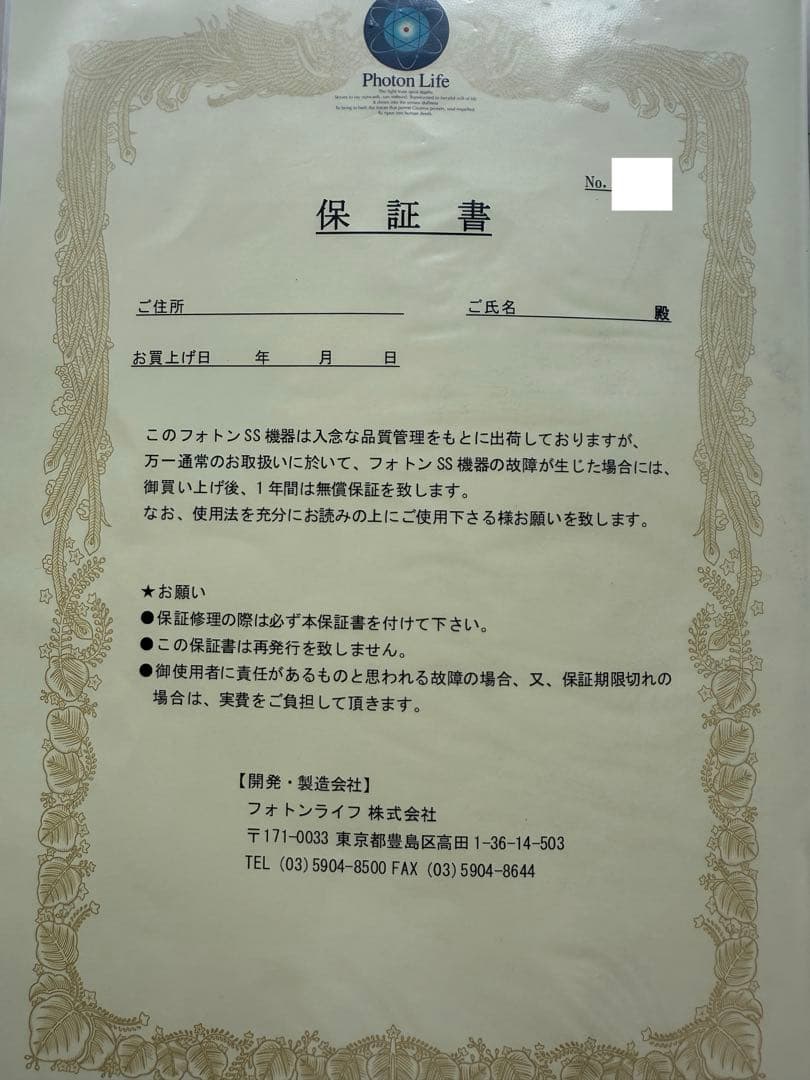 Photon Life
No.
保 証 書
ご住所
ご氏名 殿
お買上げ日 年 月 日
このフォトンSS機器は入念な品質管理をもとに出荷しておりますが、
万一通常のお取扱いに於いて、フォトンSS機器の故障が生じた場合には、
御買い上げ後、1年間は無償保証を致します。
なお、使用法を充分にお読みの上にご使用下さる様お願いを致します。
★お願い
●保証修理の際は必ず本保証書を付けて下さい。
●この保証書は再発行を致しません。
●御使用者に責任があるものと思われる故障の場合、又、保証期限切れの
場合は、実費をご負担して頂きます。
【開発・製造会社】
フォトンライフ 株式会社
〒171-0033 東京都豊島区高田1-36-14-503
TEL (03)5904-8500 FAX (03)5904-8644